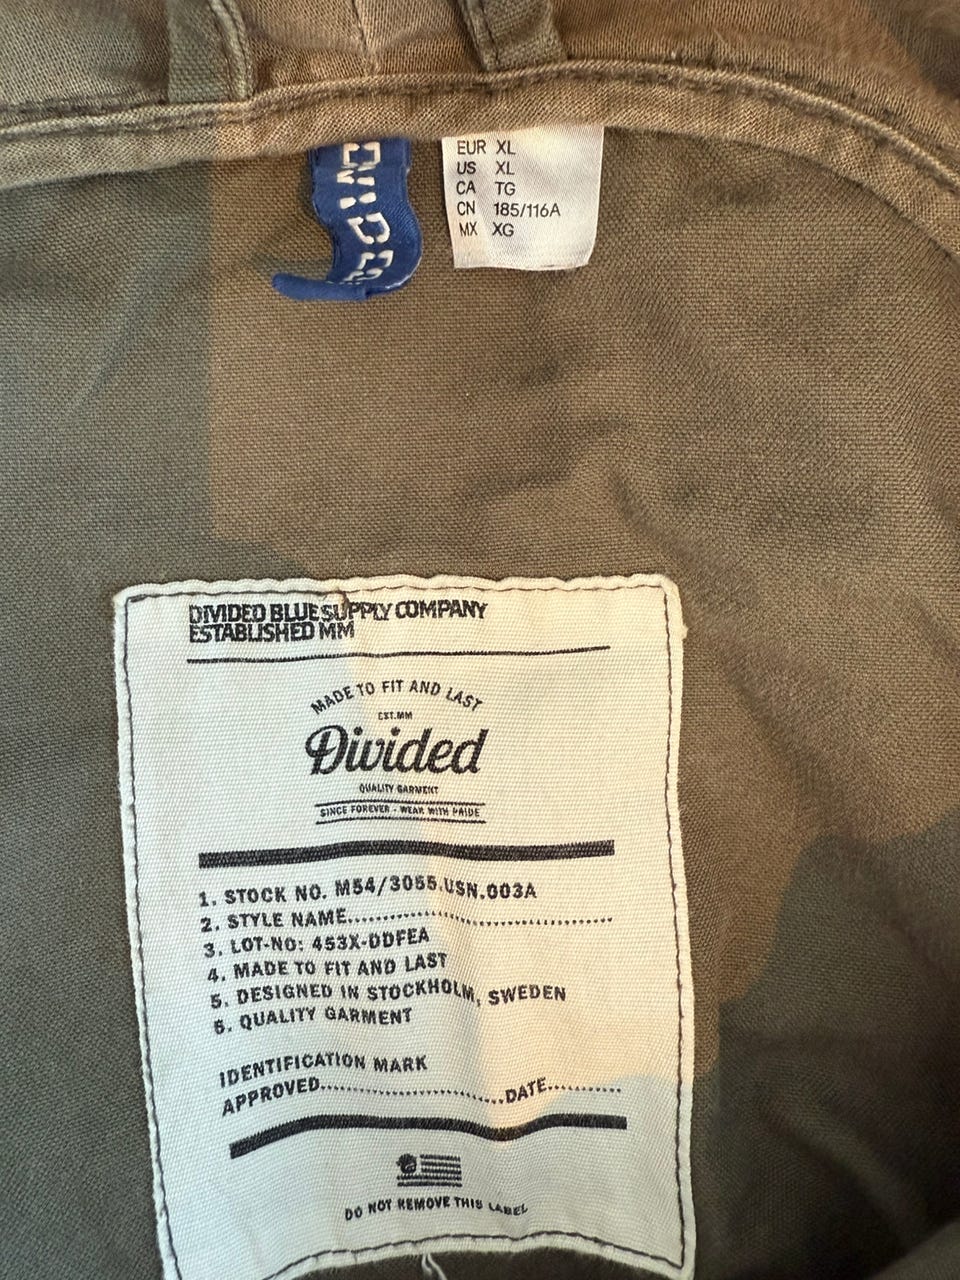 DIVIDED
EUR XL
US XL
CA TG
CN 185/116A
MX XG
DIVIDED BLUE SUPPLY COMPANY
ESTABLISHED MM
MADE TO FIT AND LAST
EST.MM
Divided
QUALITY GARMENT
SINCE FOREVER - WEAR WITH PRIDE
1. STOCK NO. M54/3055.USN.003A
2. STYLE NAME..........................................
3. LOT-NO: 453X-DDFEA
4. MADE TO FIT AND LAST
5. DESIGNED IN STOCKHOLM, SWEDEN
6. QUALITY GARMENT
IDENTIFICATION MARK
APPROVED.............................DATE...........
DO NOT REMOVE THIS LABEL